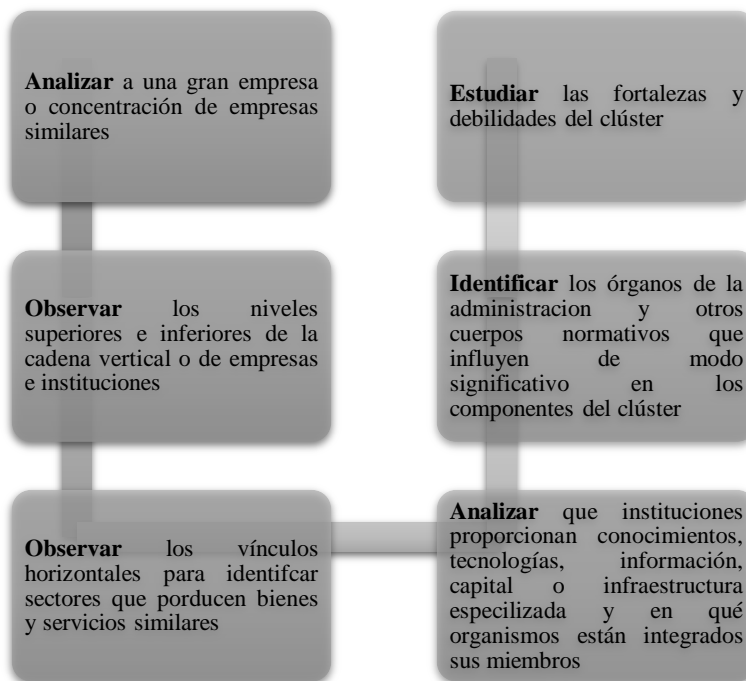 Analizar a una gran empresa
o concentración de empresas
similares
Observar los niveles
superiores e inferiores de la
cadena vertical o de empresas
e instituciones
Observar los vínculos
horizontales para identifcar
sectores que porducen bienes
y servicios similares
Analizar que instituciones
proporcionan conocimientos,
tecnologías, información,
capital o infraestructura
especilizada y en qué
organismos están integrados
sus miembros
Identificar los órganos de la
administracion y otros
cuerpos normativos que
influyen de modo
significativo en los
componentes del clúster
Estudiar las fortalezas y
debilidades del clúster